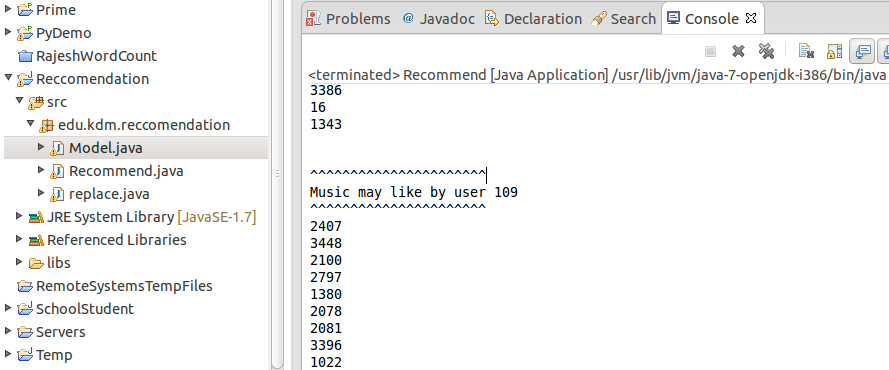 Prime
PyDemo
RajeshWordCount
Reccomendation
src
edu.kdm.reccomendation
Model.java
Recommend.java
replace.java
JRE System Library [JavaSE-1.7]
Referenced Libraries
libs
RemoteSystemsTempFiles
SchoolStudent
Servers
Temp
Problems @ Javadoc Declaration Search Console
<terminated> Recommend [Java Application] /usr/lib/jvm/java-7-openjdk-i386/bin/java
3386
16
1343
^^^^^^^^^^^^^^^^^^^^^^
Music may like by user 109
^^^^^^^^^^^^^^^^^^^^^^
2407
3448
2100
2797
1380
2078
2081
3396
1022